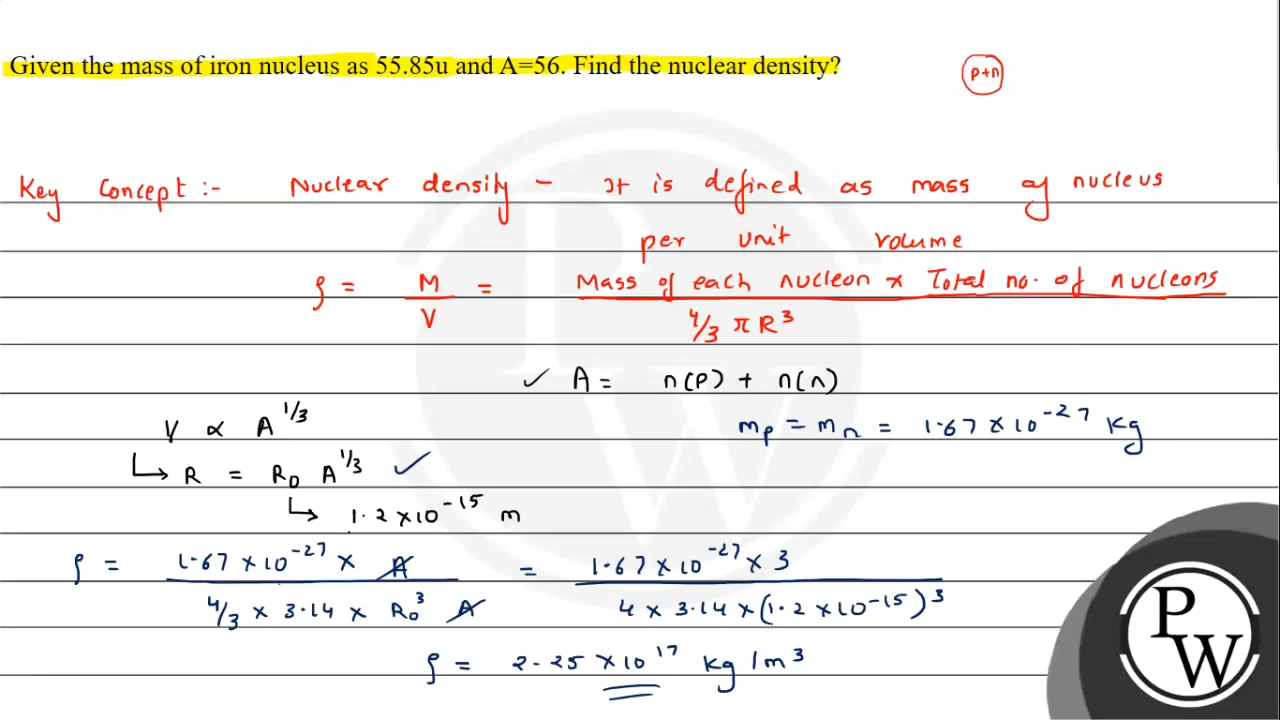 Given the mass of iron nucleus as 55.85u and A=56. Find the nuclear density?
p+n
Key Concept :- Nuclear density - It is defined as mass of nucleus
per unit volume
ρ = M/V = Mass of each nucleon × Total no. of nucleons / 4/3 π R³
✓ A = n(p) + n(n)
V ∝ A^1/3
mp = mn = 1.67 × 10^-27 kg
↳ R = R₀ A^1/3 ✓
↳ 1.2 × 10^-15 m
ρ = 1.67 × 10^-27 × A / 4/3 × 3.14 × R₀³ A = 1.67 × 10^-27 × 3 / 4 × 3.14 × (1.2 × 10^-15)³
ρ = 2.25 × 10^17 kg/m³
P
W